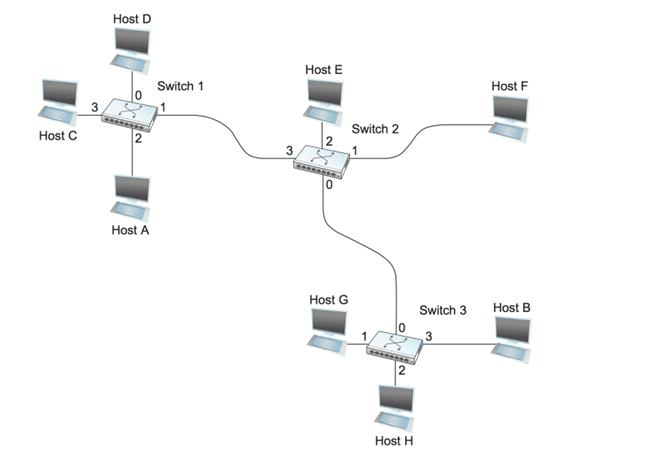 Host D
0
Switch 1
3
1
Host C
2
Host A
Host E
Switch 2
2
3
1
0
Host F
Host G
Switch 3
Host B
0
1
3
2
Host H